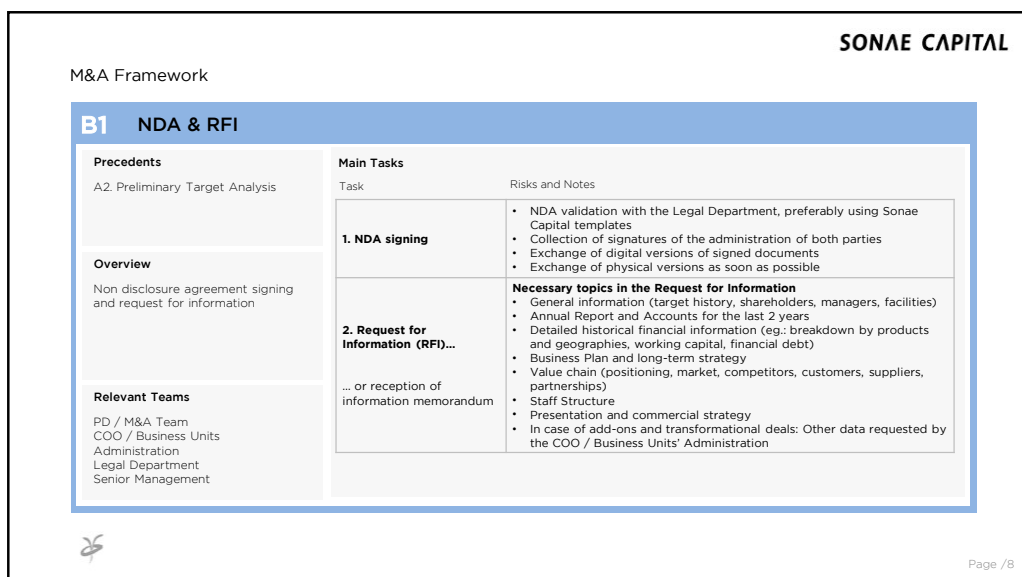 SONAE CAPITAL
M&A Framework
B1 NDA & RFI
Precedents
A2. Preliminary Target Analysis
Overview
Non disclosure agreement signing
and request for information
Relevant Teams
PD / M&A Team
COO / Business Units
Administration
Legal Department
Senior Management
Main Tasks
Task Risks and Notes
1. NDA signing
• NDA validation with the Legal Department, preferably using Sonae
Capital templates
• Collection of signatures of the administration of both parties
• Exchange of digital versions of signed documents
• Exchange of physical versions as soon as possible
2. Request for
Information (RFI)...
... or reception of
information memorandum
Necessary topics in the Request for Information
• General information (target history, shareholders, managers, facilities)
• Annual Report and Accounts for the last 2 years
• Detailed historical financial information (eg.: breakdown by products
and geographies, working capital, financial debt)
• Business Plan and long-term strategy
• Value chain (positioning, market, competitors, customers, suppliers,
partnerships)
• Staff Structure
• Presentation and commercial strategy
• In case of add-ons and transformational deals: Other data requested by
the COO / Business Units' Administration
Page /8